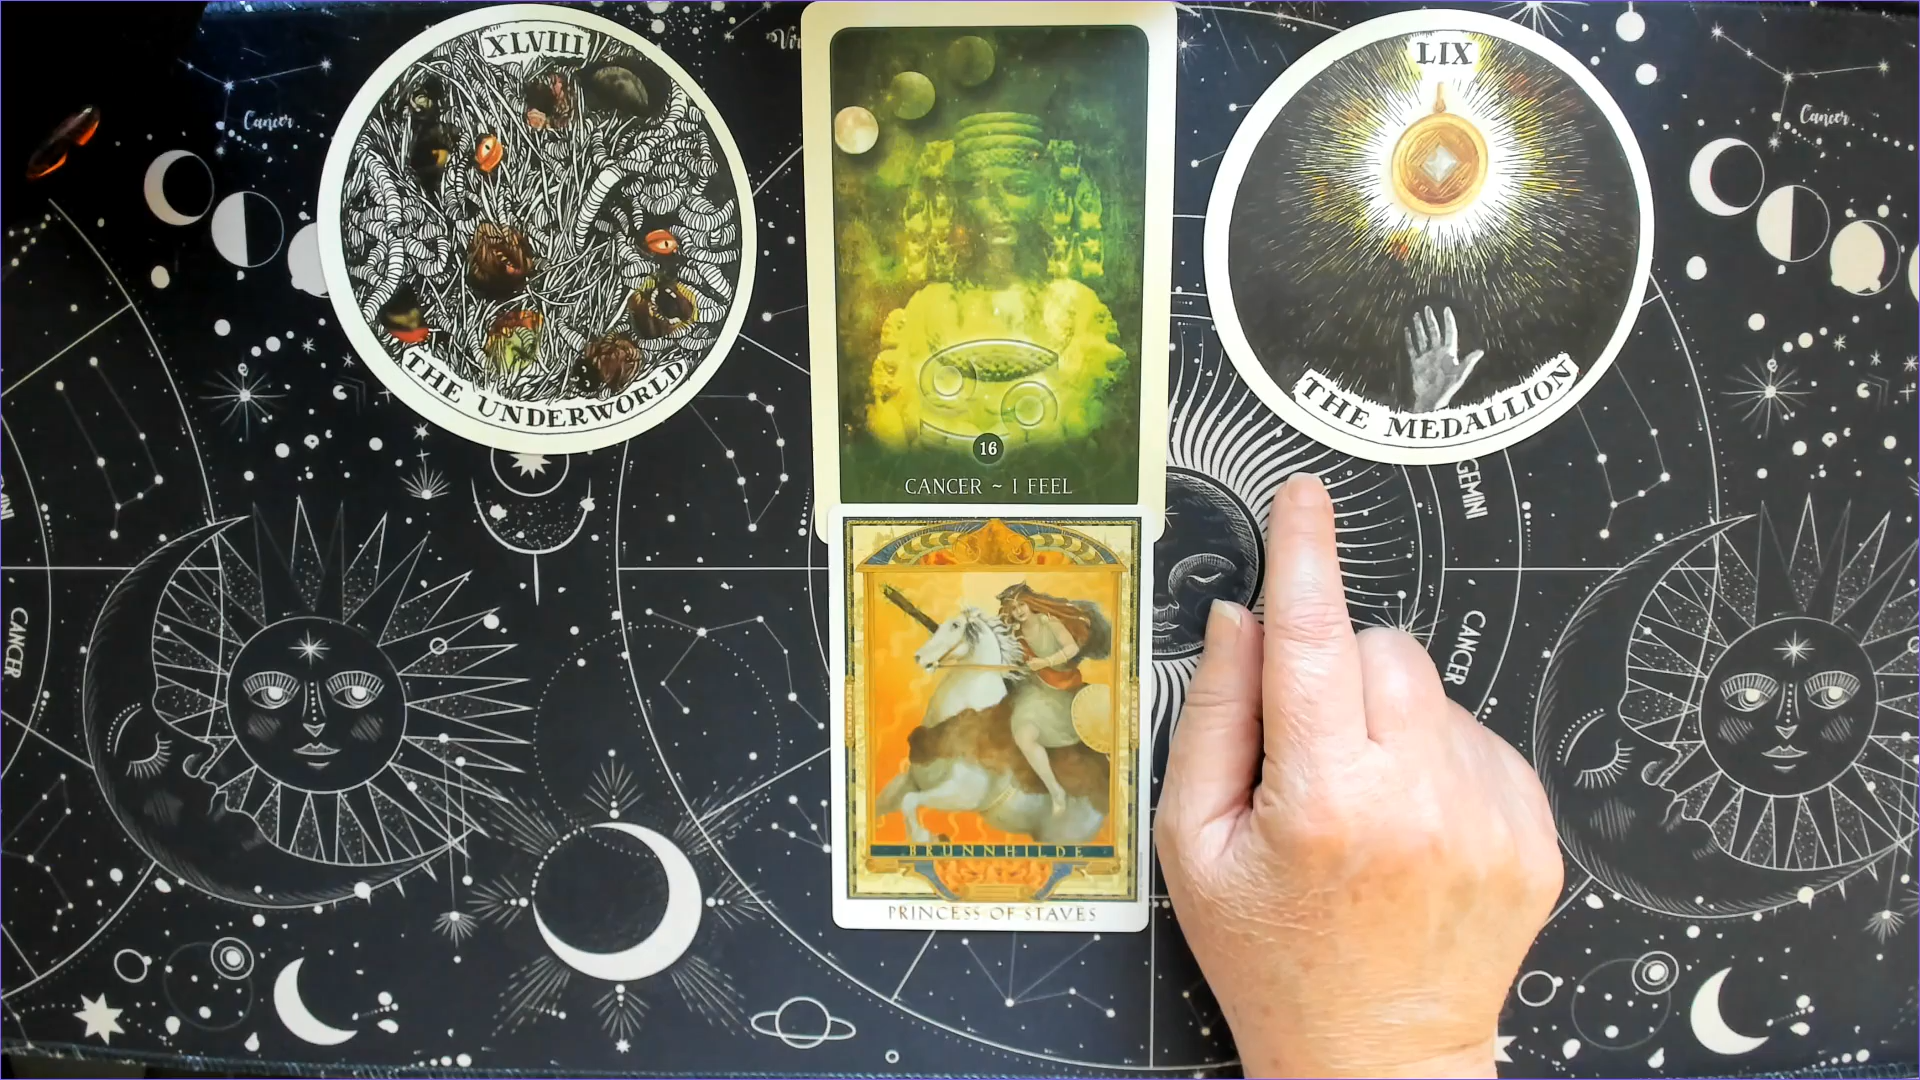 XLVIII
THE UNDERWORLD
16
CANCER ~ I FEEL
LIX
THE MEDALLION
BRUNNHILDE
PRINCESS OF STAVES
Cancer
Cancer
GEMINI
CANCER
CANCER